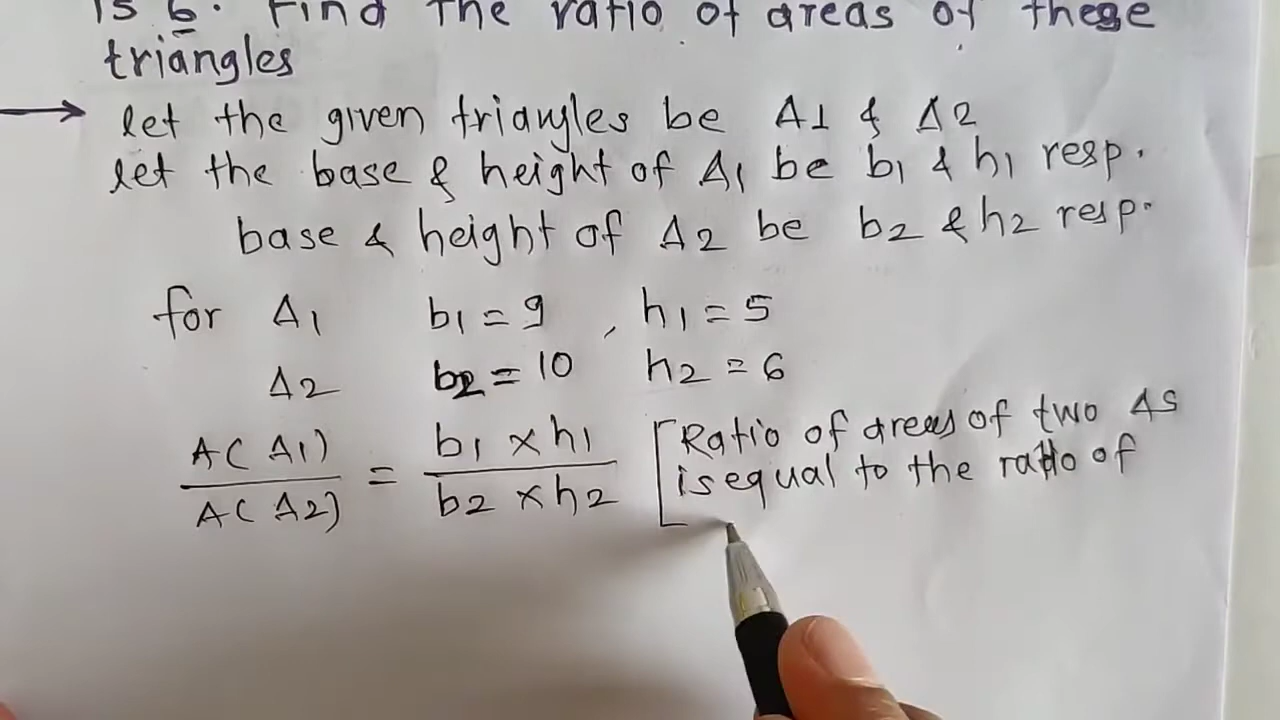 is 6. Find the ratio of areas of these
triangles
let the given triangles be Δ1 & Δ2
let the base & height of Δ1 be b1 & h1 resp.
base & height of Δ2 be b2 & h2 resp.
for Δ1 b1 = 9 , h1 = 5
Δ2 b2 = 10 h2 = 6
A(Δ1) / A(Δ2) = b1 × h1 / b2 × h2 [Ratio of areas of two Δs
is equal to the ratio of